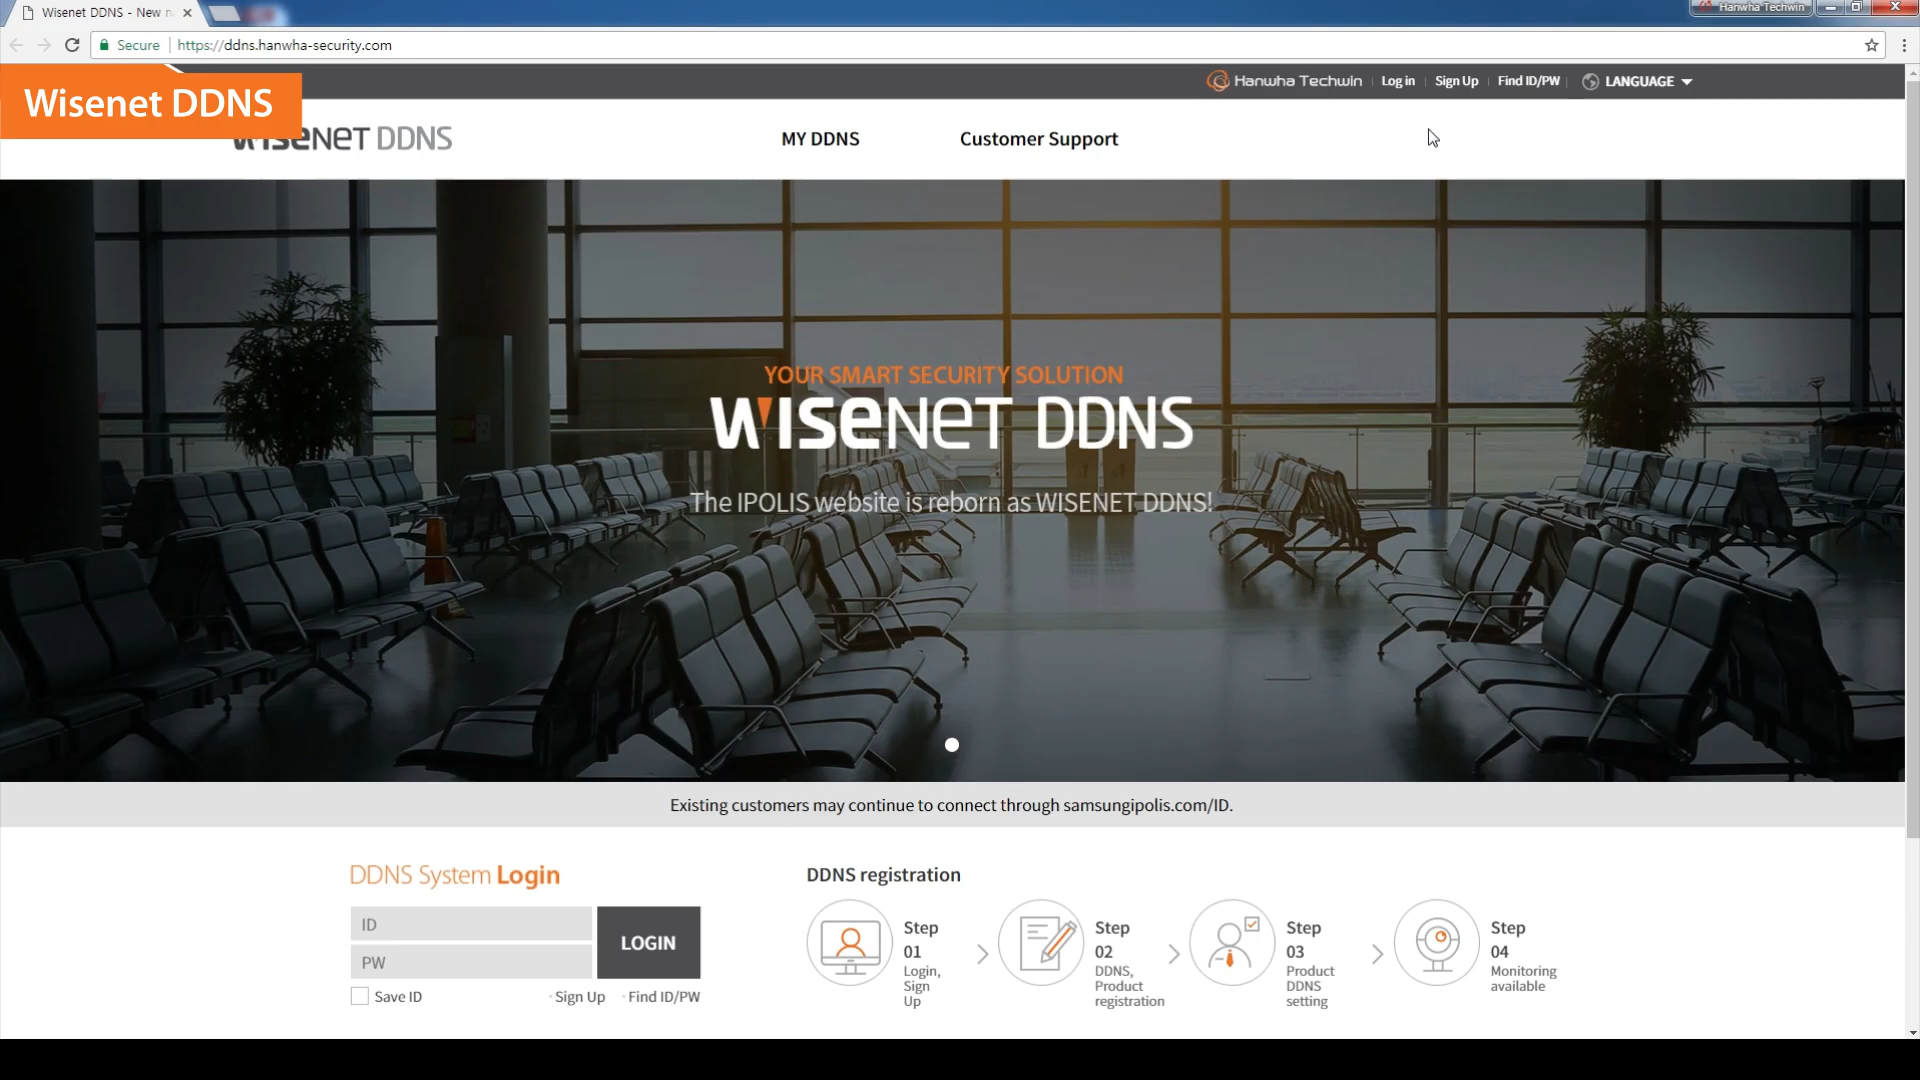 Wisenet DDNS - New n
Hanwha Techwin
Secure
https://ddns.hanwha-security.com
Wisenet DDNS
Hanwha Techwin
Log in
Sign Up
Find ID/PW
LANGUAGE
WISENET DDNS
MY DDNS
Customer Support
YOUR SMART SECURITY SOLUTION
WISENET DDNS
The IPOLIS website is reborn as WISENET DDNS!
Existing customers may continue to connect through samsungipolis.com/ID.
DDNS System Login
ID
PW
LOGIN
Save ID
Sign Up
Find ID/PW
DDNS registration
Step
01
Login,
Sign
Up
Step
02
DDNS,
Product
registration
Step
03
Product
DDNS
setting
Step
04
Monitoring
available